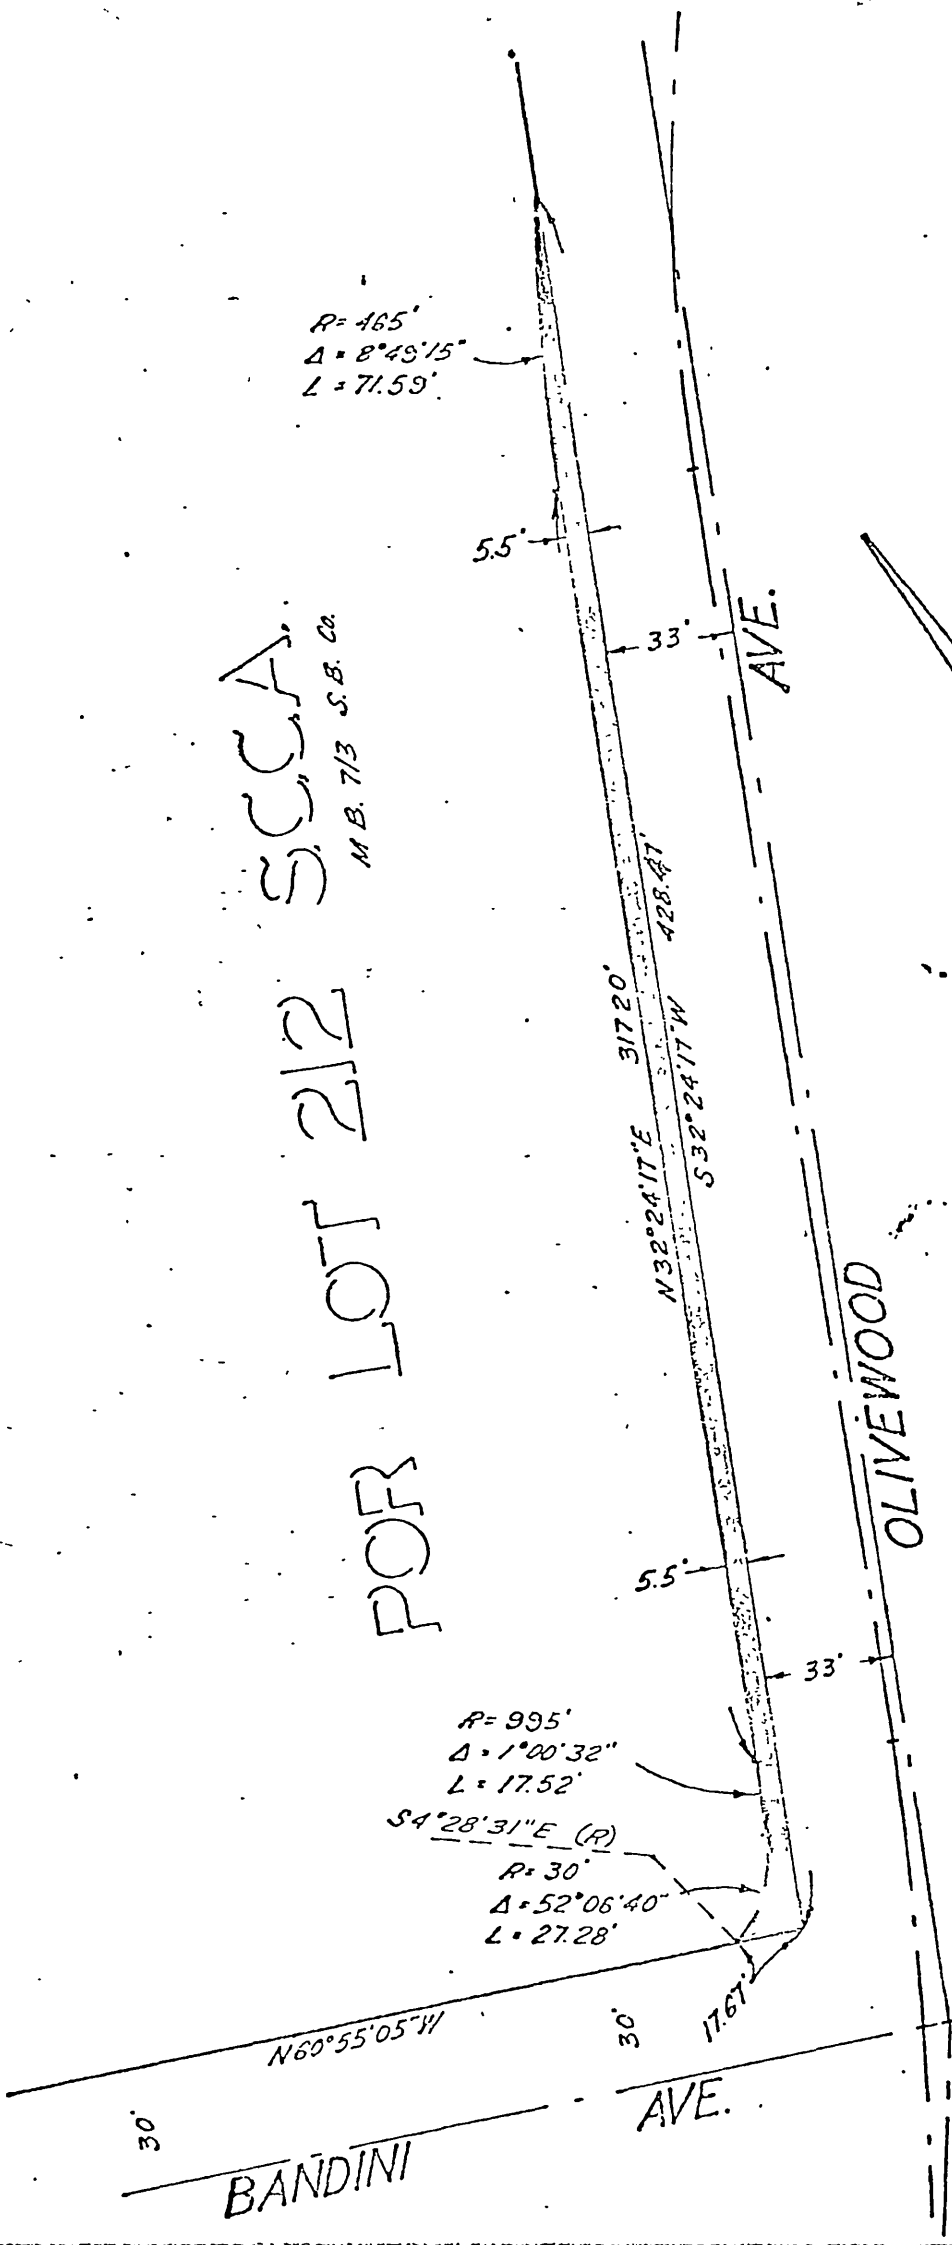 R= 465'
Δ = 8°49'15"
L = 71.59'
5.5'
33'
AVE.
POR LOT 212 S.C.C.A.
M B. 7/3 S.B. Co.
N32°24'17"E 317 20'
S32°24'17"W 428.47'
OLIVEWOOD
5.5'
33'
R= 995'
Δ = 1°00'32"
L = 17.52'
S4°28'31"E (R)
R= 30'
Δ = 52°06'40"
L = 27.28'
N60°55'05"W
30'
17.67'
30'
BANDINI AVE.